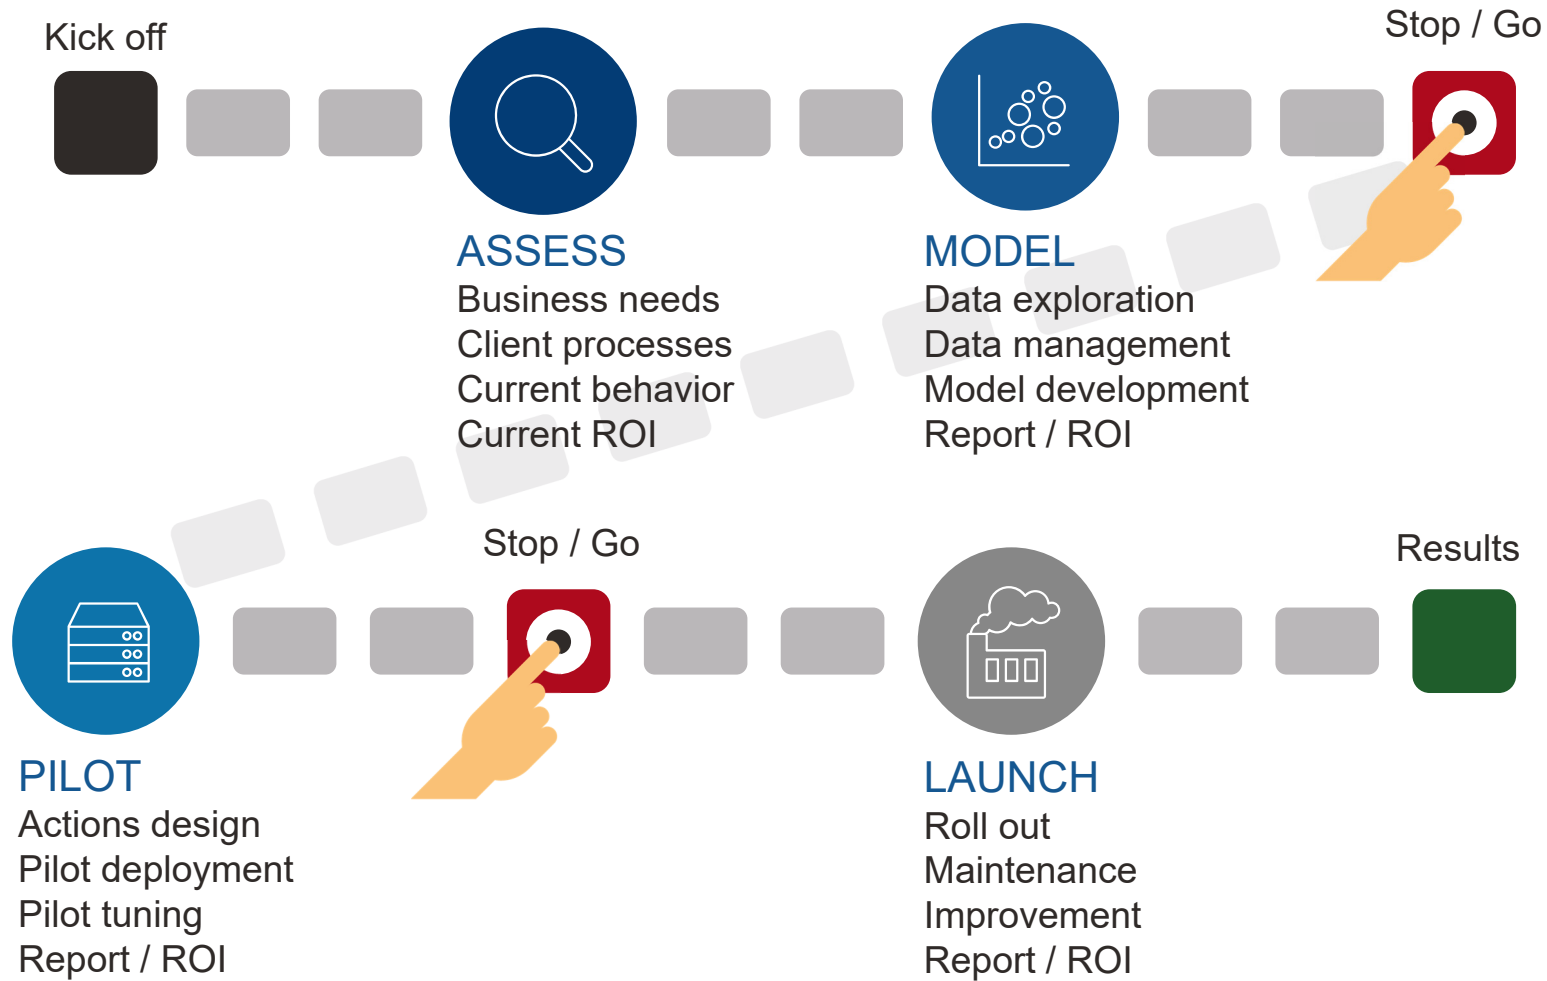 Kick off
Stop / Go
ASSESS
Business needs
Client processes
Current behavior
Current ROI
MODEL
Data exploration
Data management
Model development
Report / ROI
Stop / Go
Results
PILOT
Actions design
Pilot deployment
Pilot tuning
Report / ROI
LAUNCH
Roll out
Maintenance
Improvement
Report / ROI